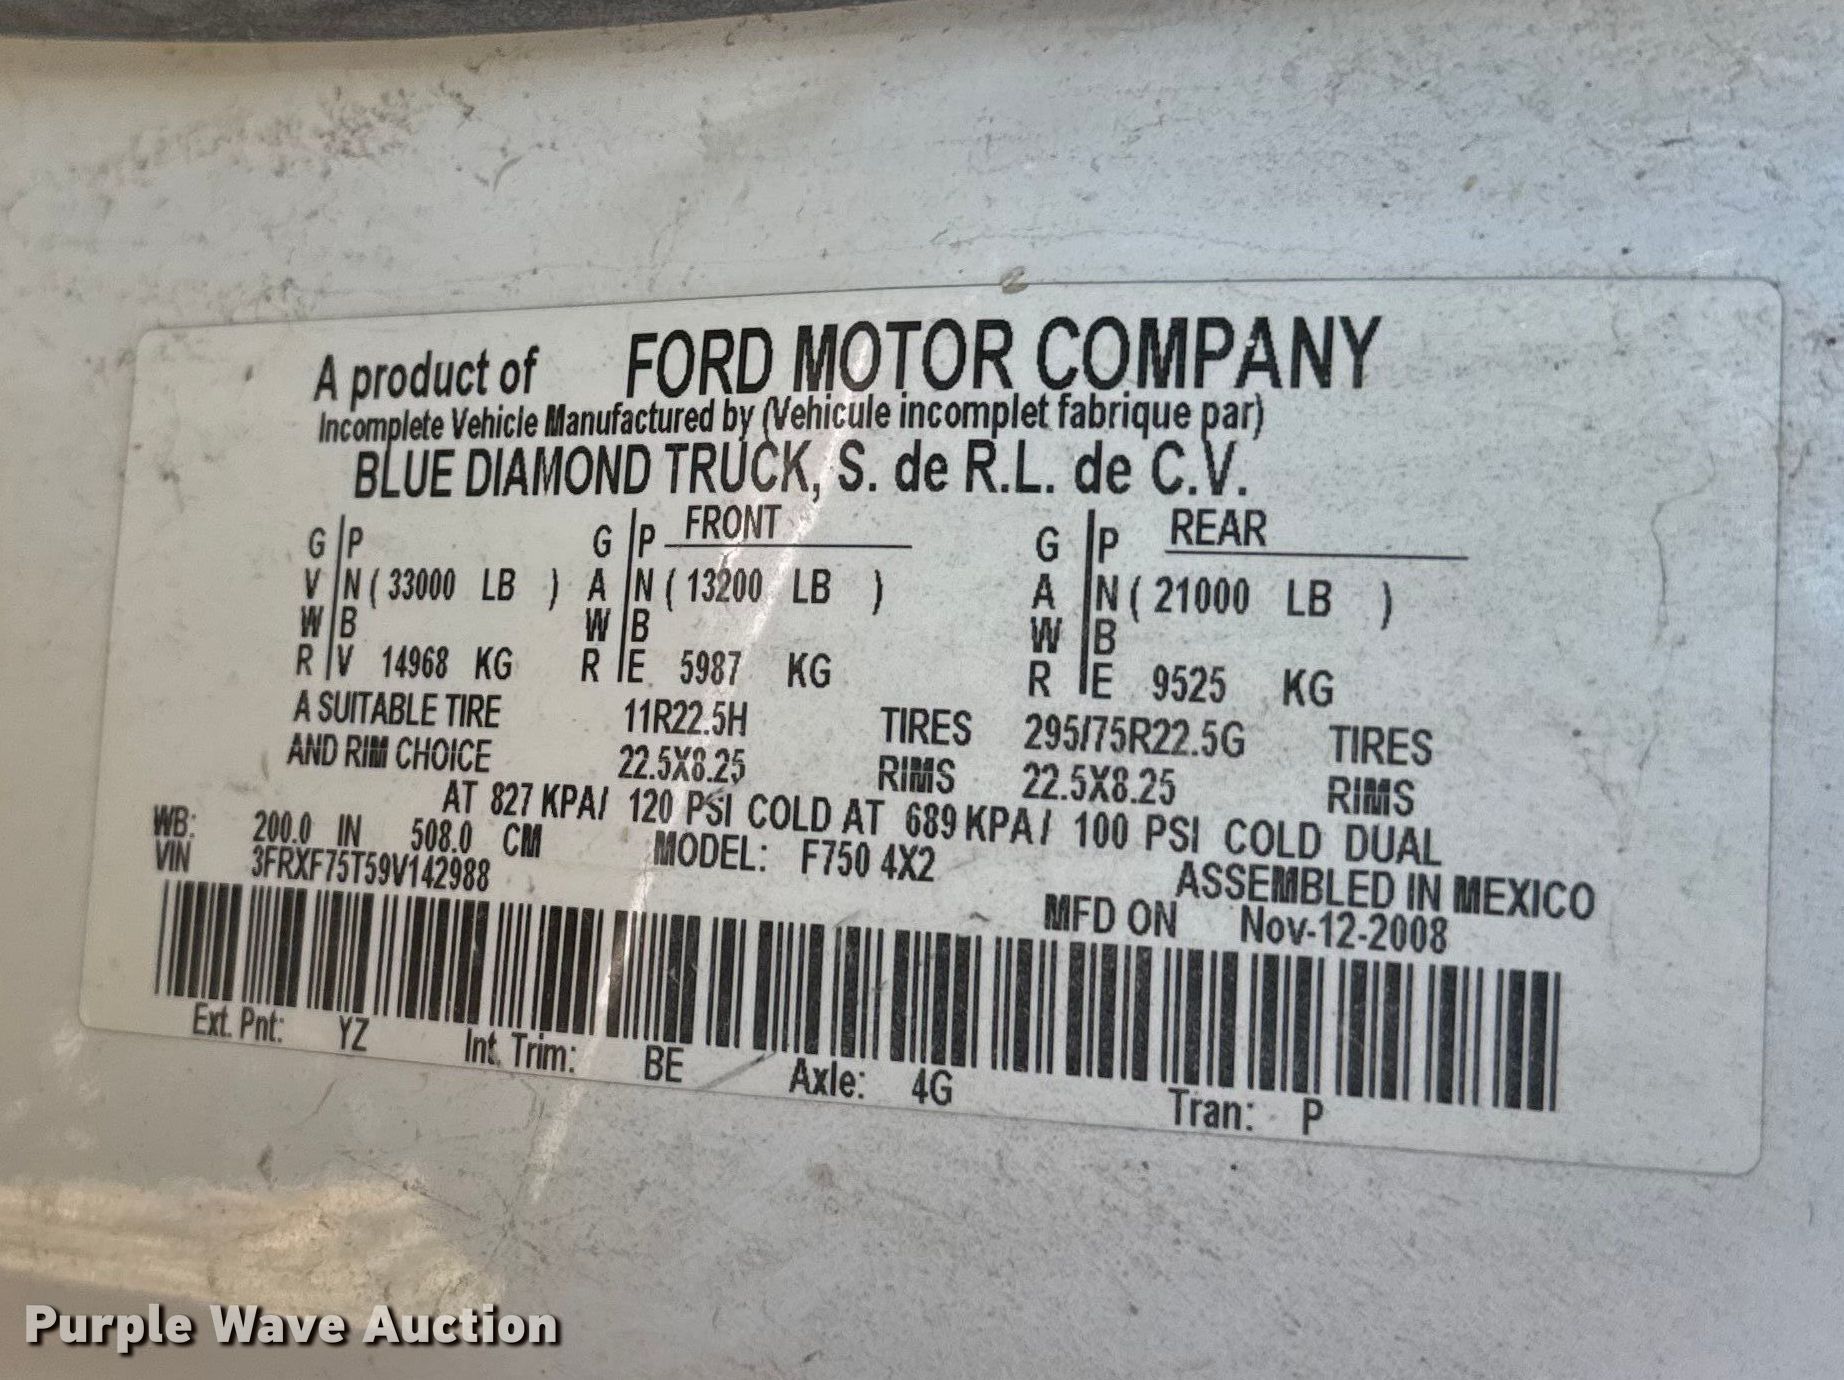 A product of FORD MOTOR COMPANY
Incomplete Vehicle Manufactured by (Vehicule incomplet fabrique par)
BLUE DIAMOND TRUCK, S. de R.L. de C.V.
G P G P FRONT G P REAR
V N ( 33000 LB ) A N ( 13200 LB ) A N ( 21000 LB )
W B W B W B
R V 14968 KG R E 5987 KG R E 9525 KG
A SUITABLE TIRE 11R22.5H TIRES 295/75R22.5G TIRES
AND RIM CHOICE 22.5X8.25 RIMS 22.5X8.25 RIMS
AT 827 KPA/ 120 PSI COLD AT 689 KPA/ 100 PSI COLD DUAL
WB: 200.0 IN 508.0 CM MODEL: F750 4X2
VIN 3FRXF75T59V142988 ASSEMBLED IN MEXICO
MFD ON Nov-12-2008
Ext. Pnt: YZ Int. Trim: BE Axle: 4G Tran: P
Purple Wave Auction